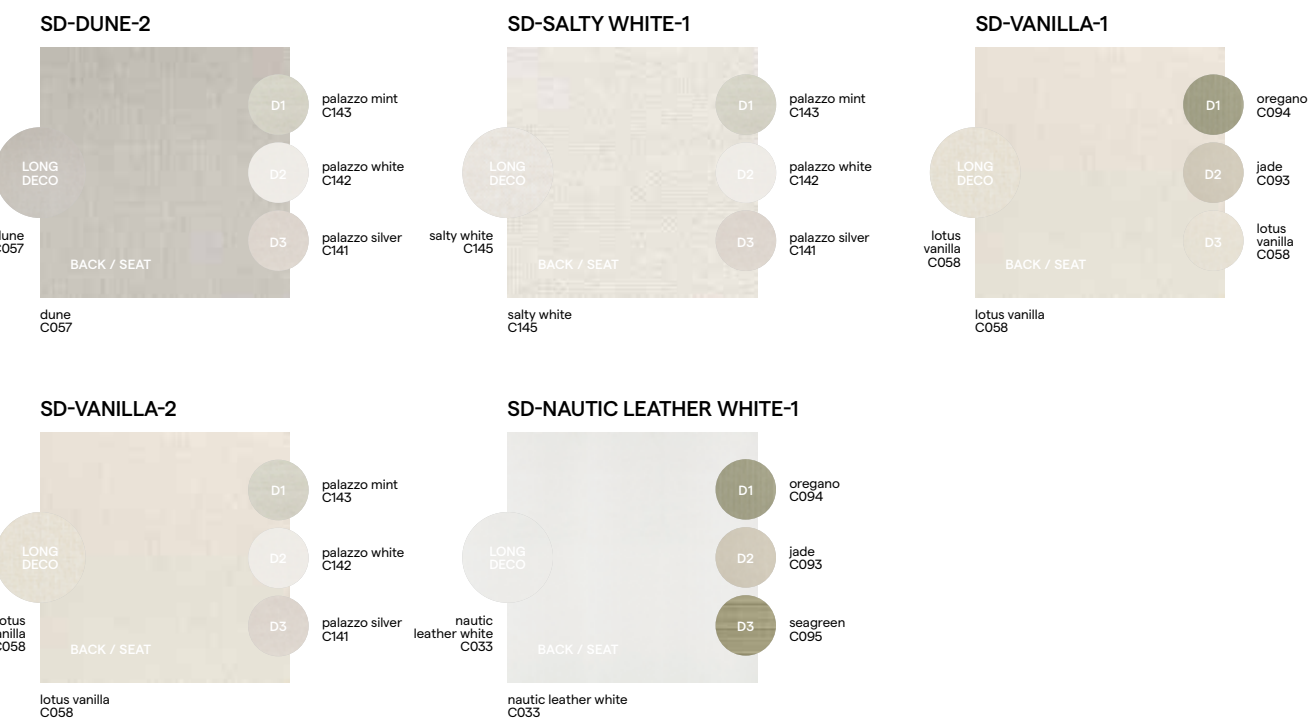 SD-DUNE-2
LONG
DECO
D1
D2
D3
palazzo mint
C143
palazzo white
C142
palazzo silver
C141
BACK / SEAT
dune
C057
SD-SALTY WHITE-1
LONG
DECO
salty white
C145
D1
D2
D3
palazzo mint
C143
palazzo white
C142
palazzo silver
C141
BACK / SEAT
salty white
C145
SD-VANILLA-1
LONG
DECO
lotus
vanilla
C058
D1
D2
D3
oregano
C094
jade
C093
lotus
vanilla
C058
BACK / SEAT
lotus vanilla
C058
SD-VANILLA-2
LONG
DECO
D1
D2
D3
palazzo mint
C143
palazzo white
C142
palazzo silver
C141
BACK / SEAT
lotus vanilla
C058
SD-NAUTIC LEATHER WHITE-1
LONG
DECO
nautic
leather white
C033
D1
D2
D3
oregano
C094
jade
C093
seagreen
C095
BACK / SEAT
nautic leather white
C033